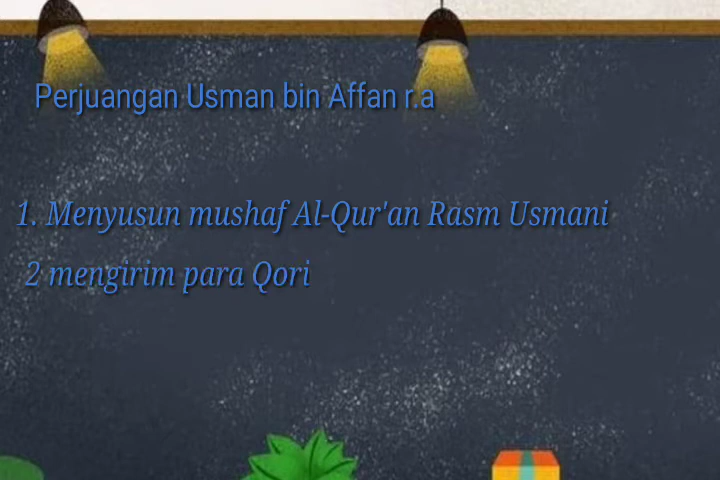 Perjuangan Usman bin Affan r.a
1. Menyusun mushaf Al-Qur'an Rasm Usmani
2 mengirim para Qori